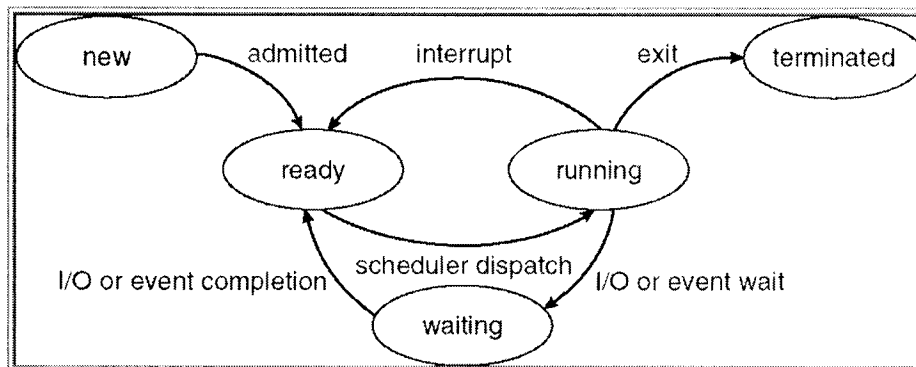 new admitted interrupt exit terminated
ready running
I/O or event completion scheduler dispatch I/O or event wait
waiting